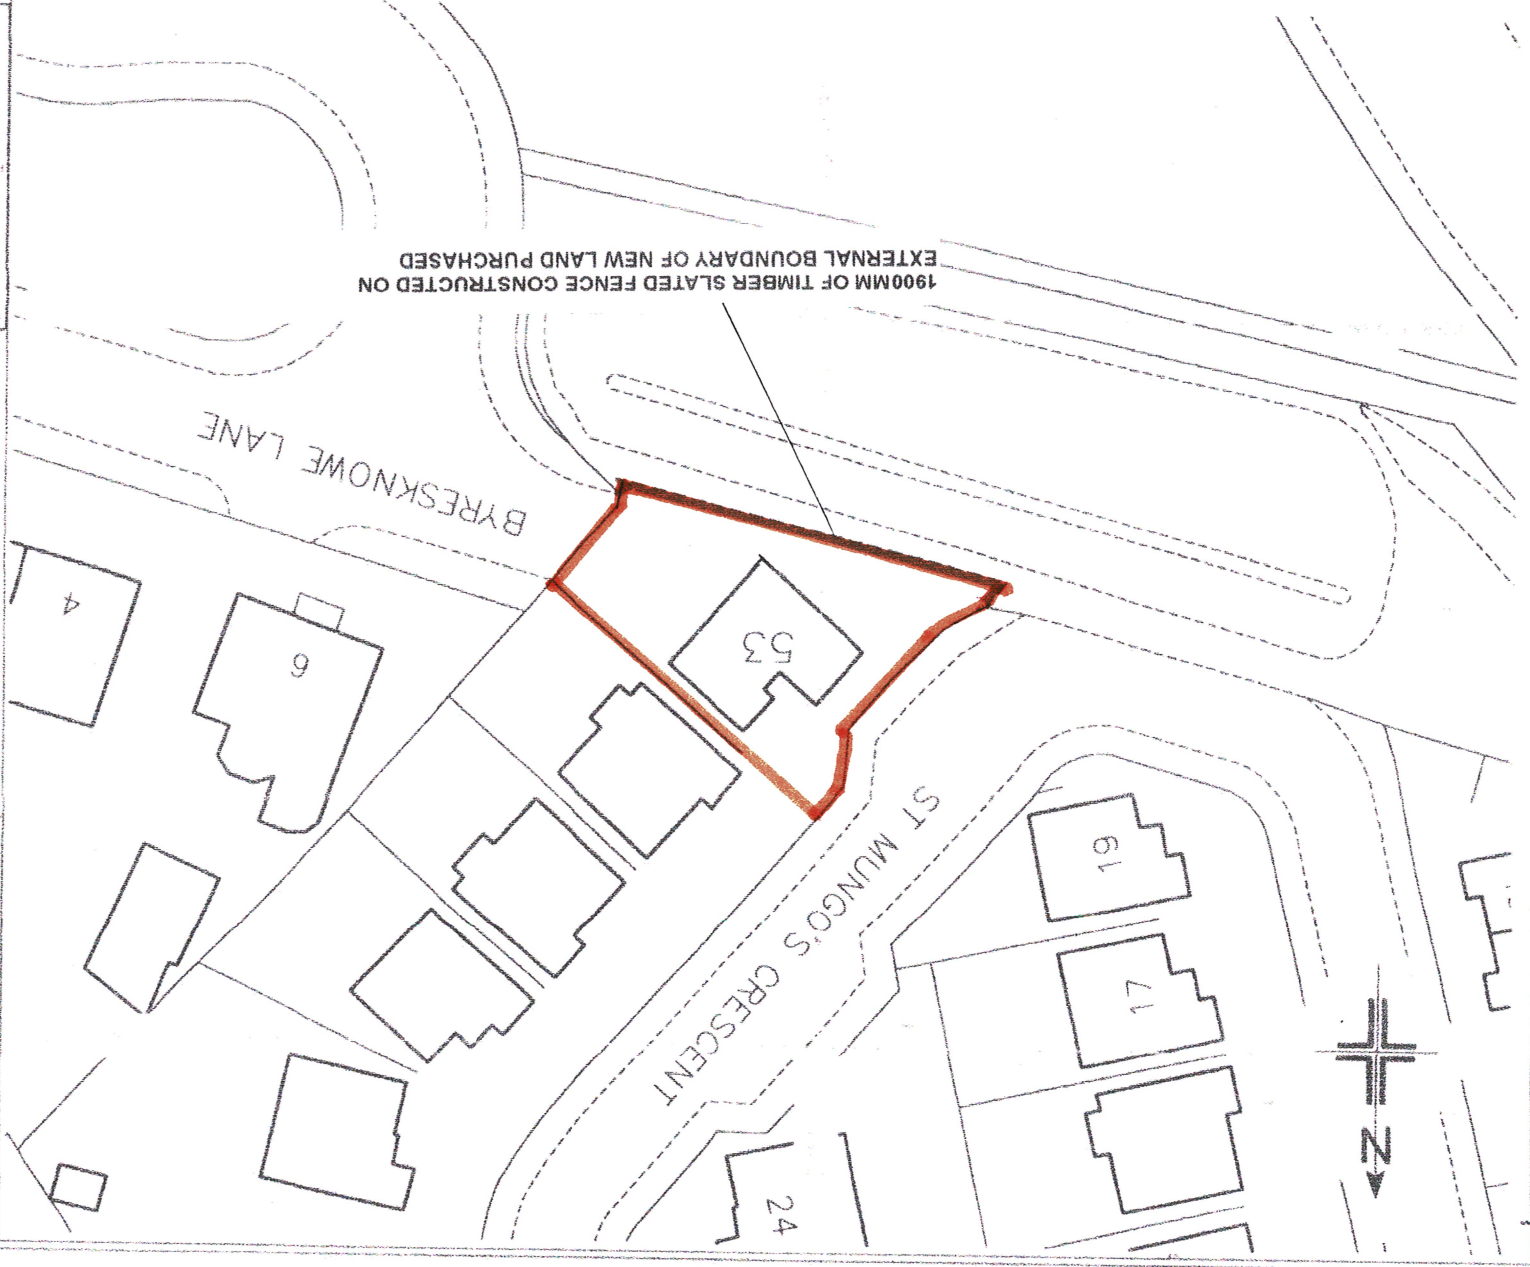 1900MM OF TIMBER SLATED FENCE CONSTRUCTED ON
EXTERNAL BOUNDARY OF NEW LAND PURCHASED
BYRESKNOWE LANE
ST MUNGO'S CRESCENT
53
4
6
19
17
24
N